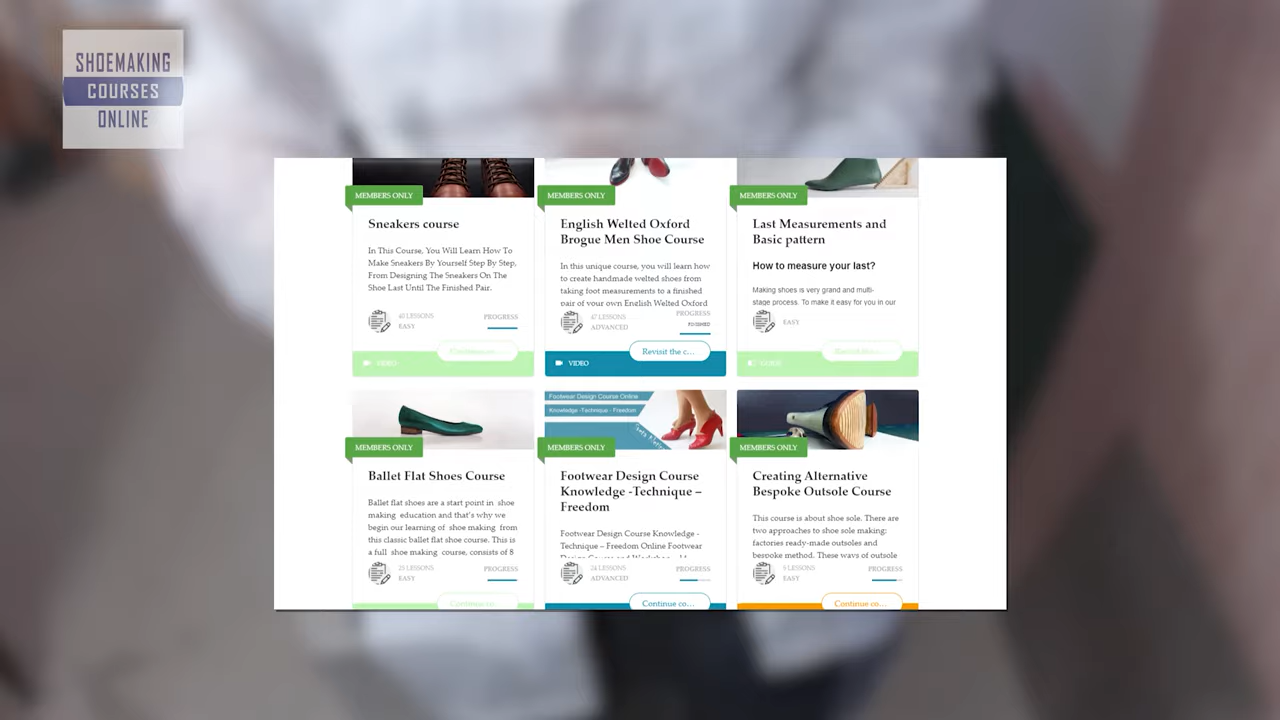 SHOEMAKING
COURSES
ONLINE
MEMBERS ONLY
Sneakers course
In This Course, You Will Learn How To
Make Sneakers By Yourself Step By Step,
From Designing The Sneakers On The
Shoe Last Until The Finished Pair.
40 LESSONS
EASY
PROGRESS
VIDEO
MEMBERS ONLY
English Welted Oxford
Brogue Men Shoe Course
In this unique course, you will learn how
to create handmade welted shoes from
taking foot measurements to a finished
pair of your own English Welted Oxford
47 LESSONS
ADVANCED
PROGRESS
FINISHED
Revisit the c...
VIDEO
MEMBERS ONLY
Last Measurements and
Basic pattern
How to measure your last?
Making shoes is very grand and multi-
stage process. To make it easy for you in our
EASY
MEMBERS ONLY
Ballet Flat Shoes Course
Ballet flat shoes are a start point in shoe
making education and that's why we
begin our learning of shoe making from
this classic ballet flat shoe course. This is
a full shoe making course, consists of 8
LESSONS
EASY
PROGRESS
Continue co...
Footwear Design Course Online
Knowledge -Technique - Freedom
MEMBERS ONLY
Footwear Design Course
Knowledge -Technique –
Freedom
Footwear Design Course Knowledge -
Technique – Freedom Online Footwear
24 LESSONS
ADVANCED
PROGRESS
Continue co...
MEMBERS ONLY
Creating Alternative
Bespoke Outsole Course
This course is about shoe sole. There are
two approaches to shoe sole making;
factories ready-made outsoles and
bespoke method. These ways of outsole
9 LESSONS
EASY
PROGRESS
Continue co...